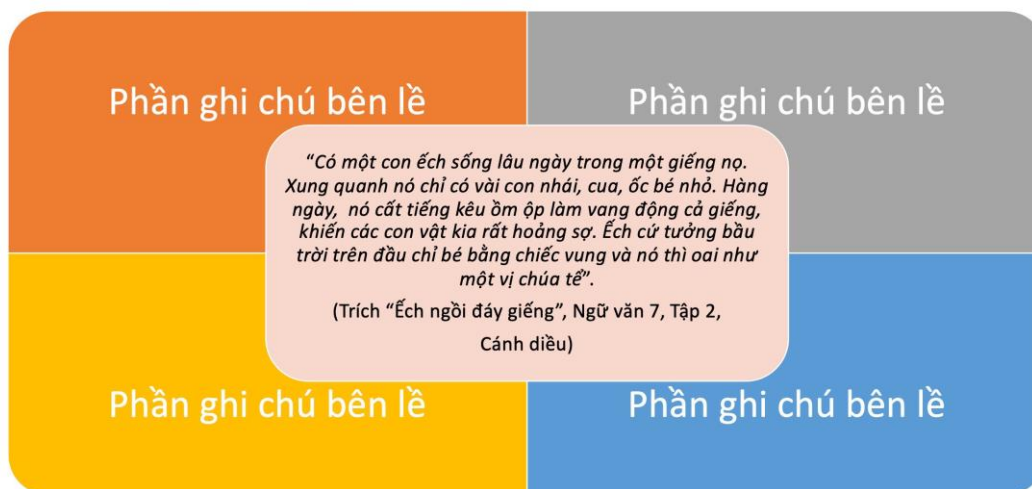 Phần ghi chú bên lề
Phần ghi chú bên lề
“Có một con ếch sống lâu ngày trong một giếng nọ.
Xung quanh nó chỉ có vài con nhái, cua, ốc bé nhỏ. Hàng
ngày, nó cất tiếng kêu ồm ộp làm vang động cả giếng,
khiến các con vật kia rất hoảng sợ. Ếch cứ tưởng bầu
trời trên đầu chỉ bé bằng chiếc vung và nó thì oai như
một vị chúa tể”.
(Trích “Ếch ngồi đáy giếng”, Ngữ văn 7, Tập 2,
Cánh diều)
Phần ghi chú bên lề
Phần ghi chú bên lề